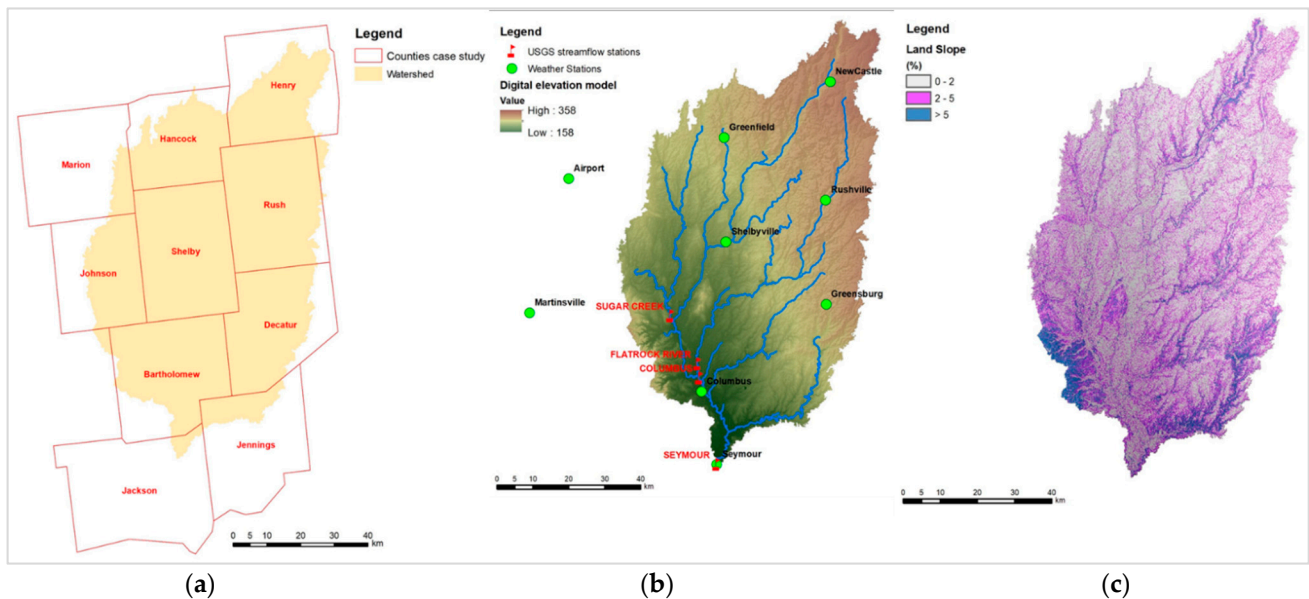 Legend
Counties case study
Watershed
Henry
Hancock
Marion
Rush
Shelby
Johnson
Decatur
Bartholomew
Jennings
Jackson
0 5 10 20 30 40
km
(a)
Legend
USGS streamflow stations
Weather Stations
Digital elevation model
Value
High : 358
Low : 158
NewCastle
Greenfield
Airport
Rushville
Shelbyville
Greensburg
Martinsville
SUGAR CREEK
FLATROCK RIVER
COLUMBUS
Columbus
SEYMOUR
Seymour
0 5 10 20 30 40
km
(b)
Legend
Land Slope
(%)
0 - 2
2 - 5
> 5
0 5 10 20 30 40
km
(c)